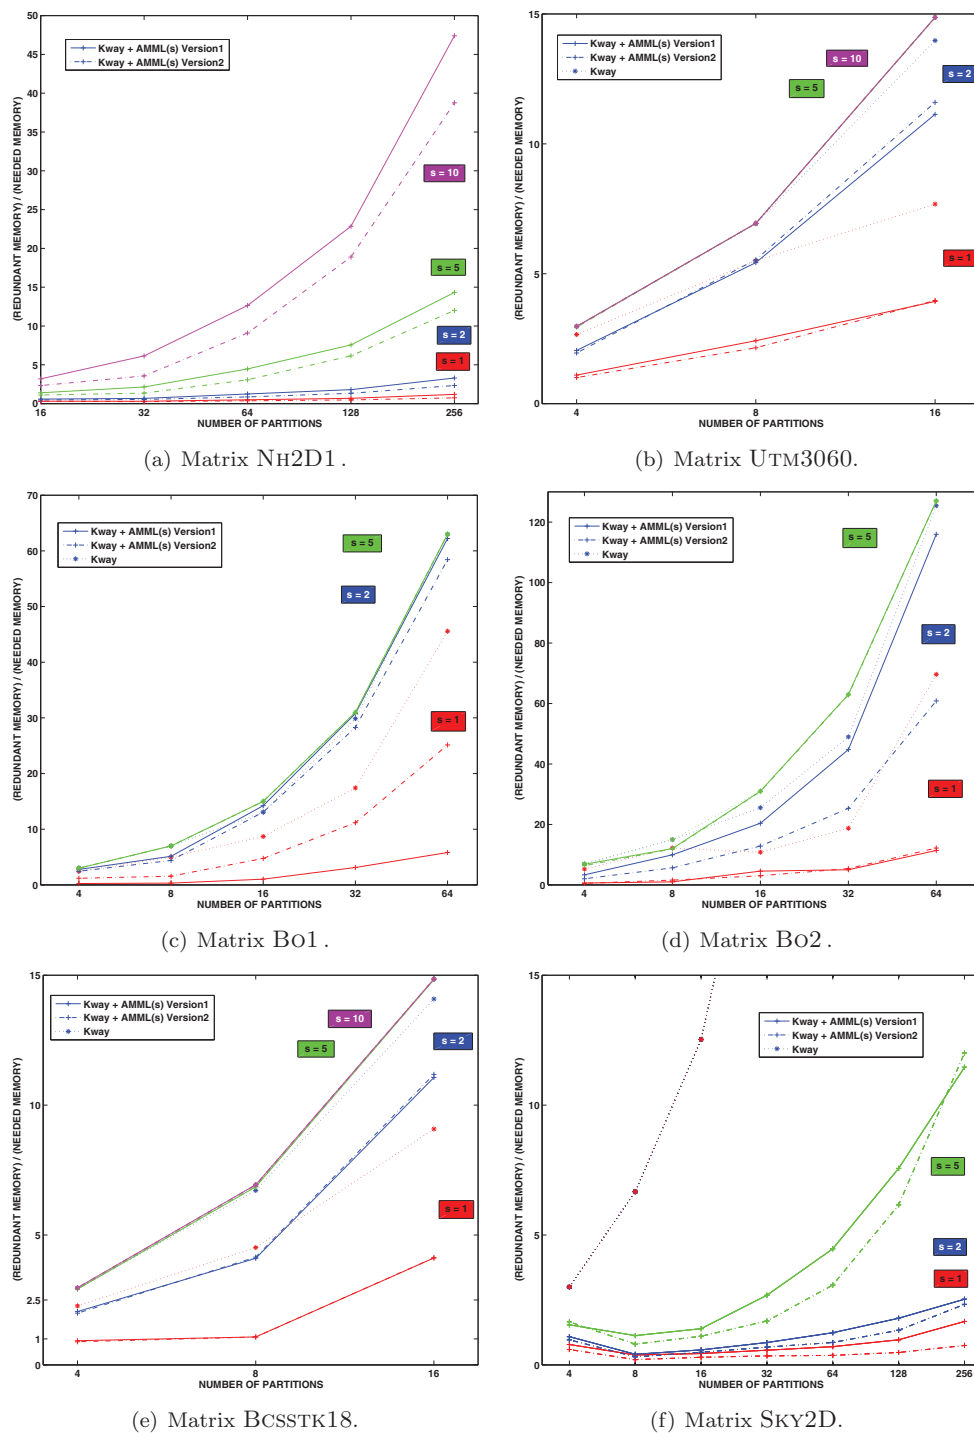 50
45
40
35
30
25
20
15
10
5
0
(REDUNDANT MEMORY) / (NEEDED MEMORY)
Kway + AMML(s) Version1
Kway + AMML(s) Version2
s = 10
s = 5
s = 2
s = 1
16 32 64 128 256
NUMBER OF PARTITIONS
(a) Matrix NH2D1.
15
10
5
0
(REDUNDANT MEMORY) / (NEEDED MEMORY)
Kway + AMML(s) Version1
Kway + AMML(s) Version2
Kway
s = 10
s = 5
s = 2
s = 1
4 8 16
NUMBER OF PARTITIONS
(b) Matrix UTM3060.
70
60
50
40
30
20
10
0
(REDUNDANT MEMORY) / (NEEDED MEMORY)
Kway + AMML(s) Version1
Kway + AMML(s) Version2
Kway
s = 5
s = 2
s = 1
4 8 16 32 64
NUMBER OF PARTITIONS
(c) Matrix BO1.
120
100
80
60
40
20
0
(REDUNDANT MEMORY) / (NEEDED MEMORY)
Kway + AMML(s) Version1
Kway + AMML(s) Version2
Kway
s = 5
s = 2
s = 1
4 8 16 32 64
NUMBER OF PARTITIONS
(d) Matrix BO2.
15
10
5
2.5
1
0
(REDUNDANT MEMORY) / (NEEDED MEMORY)
Kway + AMML(s) Version1
Kway + AMML(s) Version2
Kway
s = 10
s = 5
s = 2
s = 1
4 8 16
NUMBER OF PARTITIONS
(e) Matrix BCSSTK18.
15
10
5
0
(REDUNDANT MEMORY) / (NEEDED MEMORY)
Kway + AMML(s) Version1
Kway + AMML(s) Version2
Kway
s = 5
s = 2
s = 1
4 8 16 32 64 128 256
NUMBER OF PARTITIONS
(f) Matrix SKY2D.